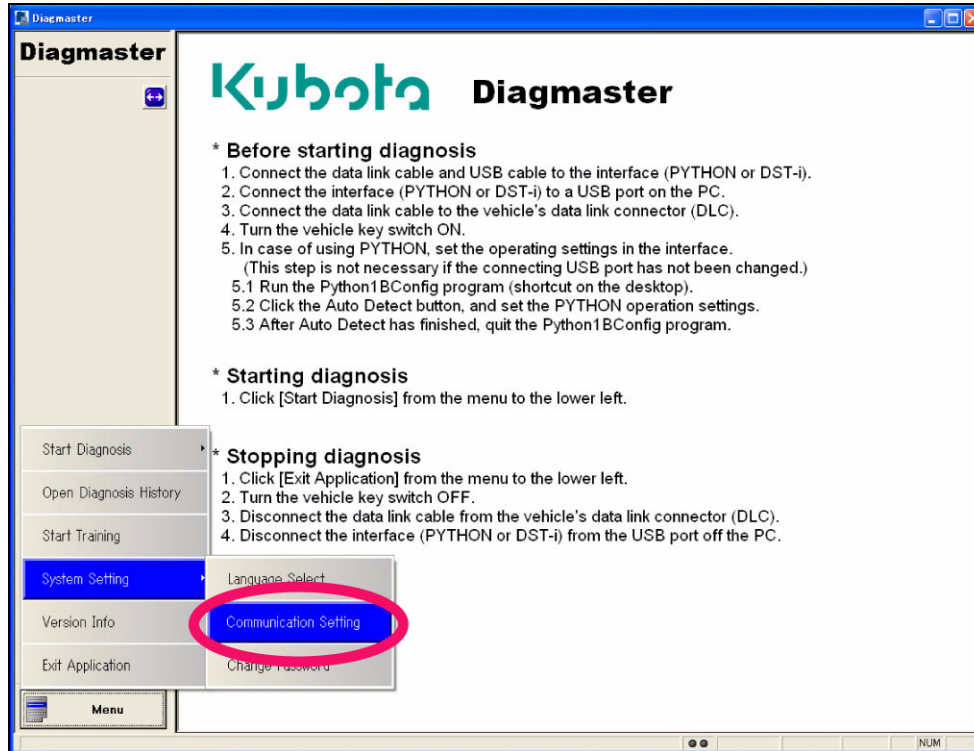 Diagmaster
Diagmaster
Kubota Diagmaster
* Before starting diagnosis
1. Connect the data link cable and USB cable to the interface (PYTHON or DST-i).
2. Connect the interface (PYTHON or DST-i) to a USB port on the PC.
3. Connect the data link cable to the vehicle's data link connector (DLC).
4. Turn the vehicle key switch ON.
5. In case of using PYTHON, set the operating settings in the interface.
(This step is not necessary if the connecting USB port has not been changed.)
5.1 Run the Python1BConfig program (shortcut on the desktop).
5.2 Click the Auto Detect button, and set the PYTHON operation settings.
5.3 After Auto Detect has finished, quit the Python1BConfig program.
* Starting diagnosis
1. Click [Start Diagnosis] from the menu to the lower left.
* Stopping diagnosis
1. Click [Exit Application] from the menu to the lower left.
2. Turn the vehicle key switch OFF.
3. Disconnect the data link cable from the vehicle's data link connector (DLC).
4. Disconnect the interface (PYTHON or DST-i) from the USB port off the PC.
Start Diagnosis
Open Diagnosis History
Start Training
System Setting
Version Info
Exit Application
Language Select
Communication Setting
Change Password
Menu
NUM